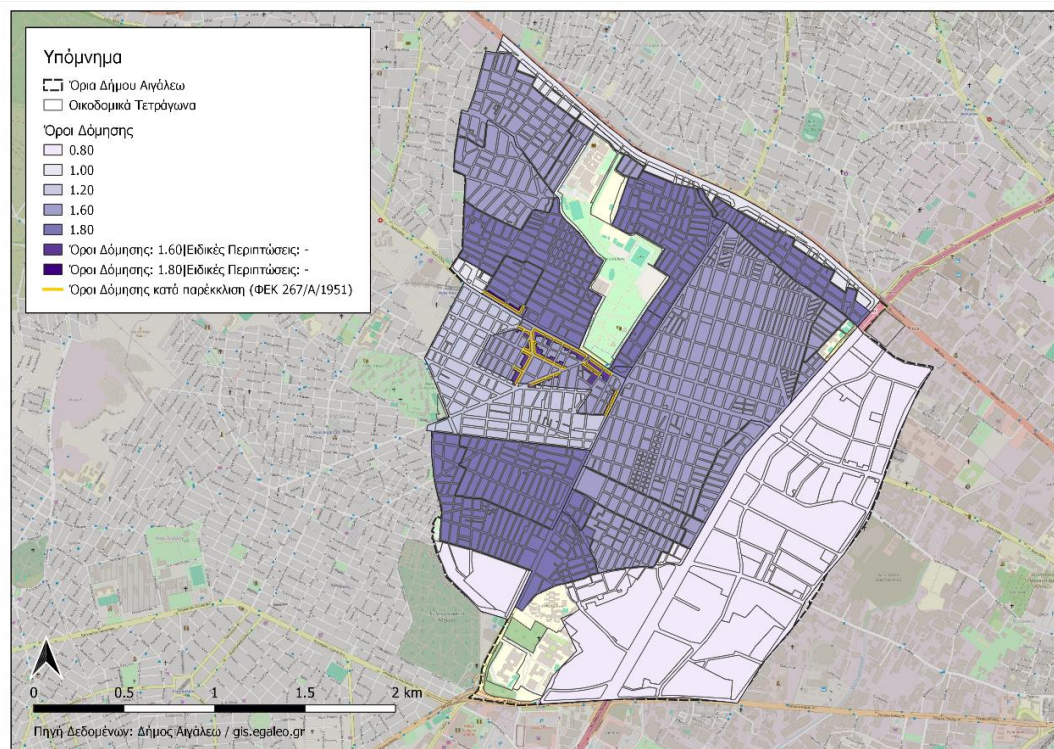 Υπόμνημα
Όρια Δήμου Αιγάλεω
Οικοδομικά Τετράγωνα
Όροι Δόμησης
0.80
1.00
1.20
1.60
1.80
Όροι Δόμησης: 1.60|Ειδικές Περιπτώσεις: -
Όροι Δόμησης: 1.80|Ειδικές Περιπτώσεις: -
Όροι Δόμησης κατά παρέκκλιση (ΦΕΚ 267/Α/1951)
0 0.5 1 1.5 2 km
Πηγή Δεδομένων: Δήμος Αιγάλεω / gis.egaleo.gr